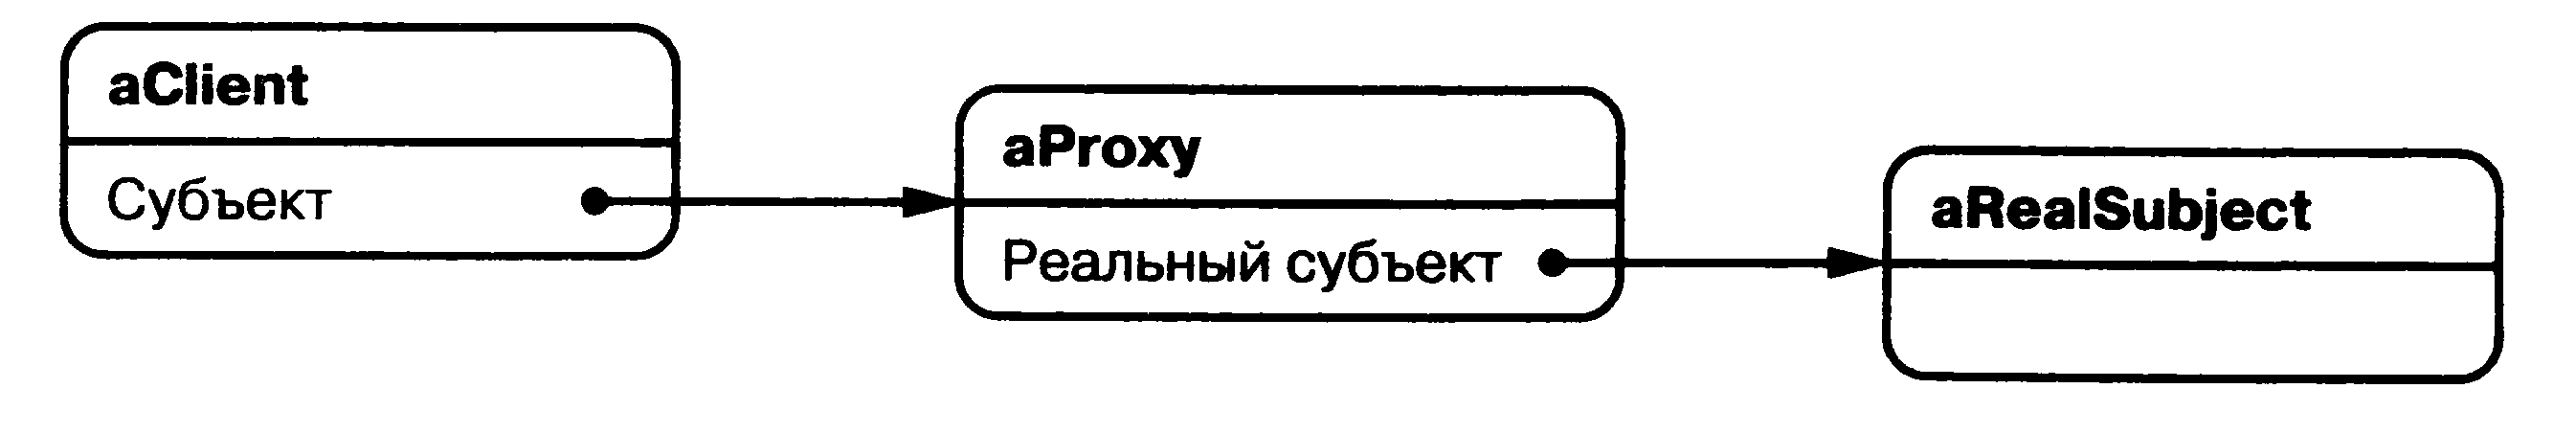 aClient
Субъект
aProxy
Реальный субъект
aRealSubject